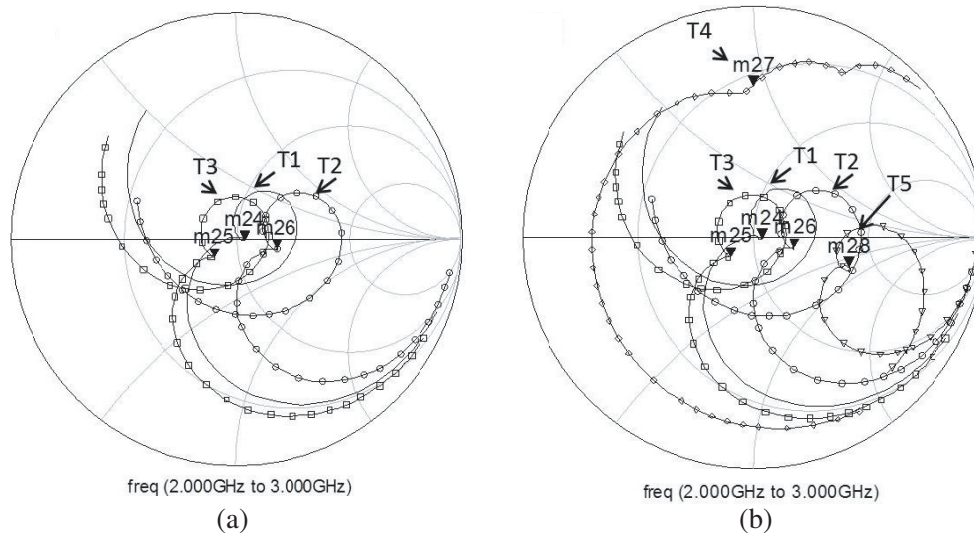 T3
T1
T2
m24
m25
m26
freq (2.000GHz to 3.000GHz)
(a)
T4
m27
T3
T1
T2
T5
m24
m25
m26
m28
freq (2.000GHz to 3.000GHz)
(b)